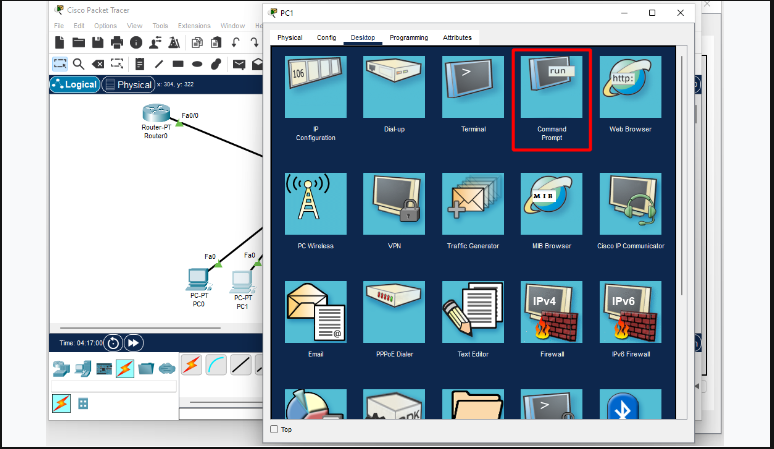 Cisco Packet Tracer
File Edit Options View Tools Extensions Window
Logical
Physical
x: 304, y: 322
Fa0/0
Router-PT
Router0
Fa0
Fa0
PC-PT
PC0
PC-PT
PC1
Time: 04:17:00
PC1
Physical Config Desktop Programming Attributes
106
IP
Configuration
Dial-up
>
Terminal
run
Command
Prompt
http:
Web Browser
PC Wireless
VPN
Traffic Generator
MIB
MIB Browser
Cisco IP Communicator
@
Email
PPPoE Dialer
Text Editor
IPv4
Firewall
IPv6
IPv6 Firewall
>
Top